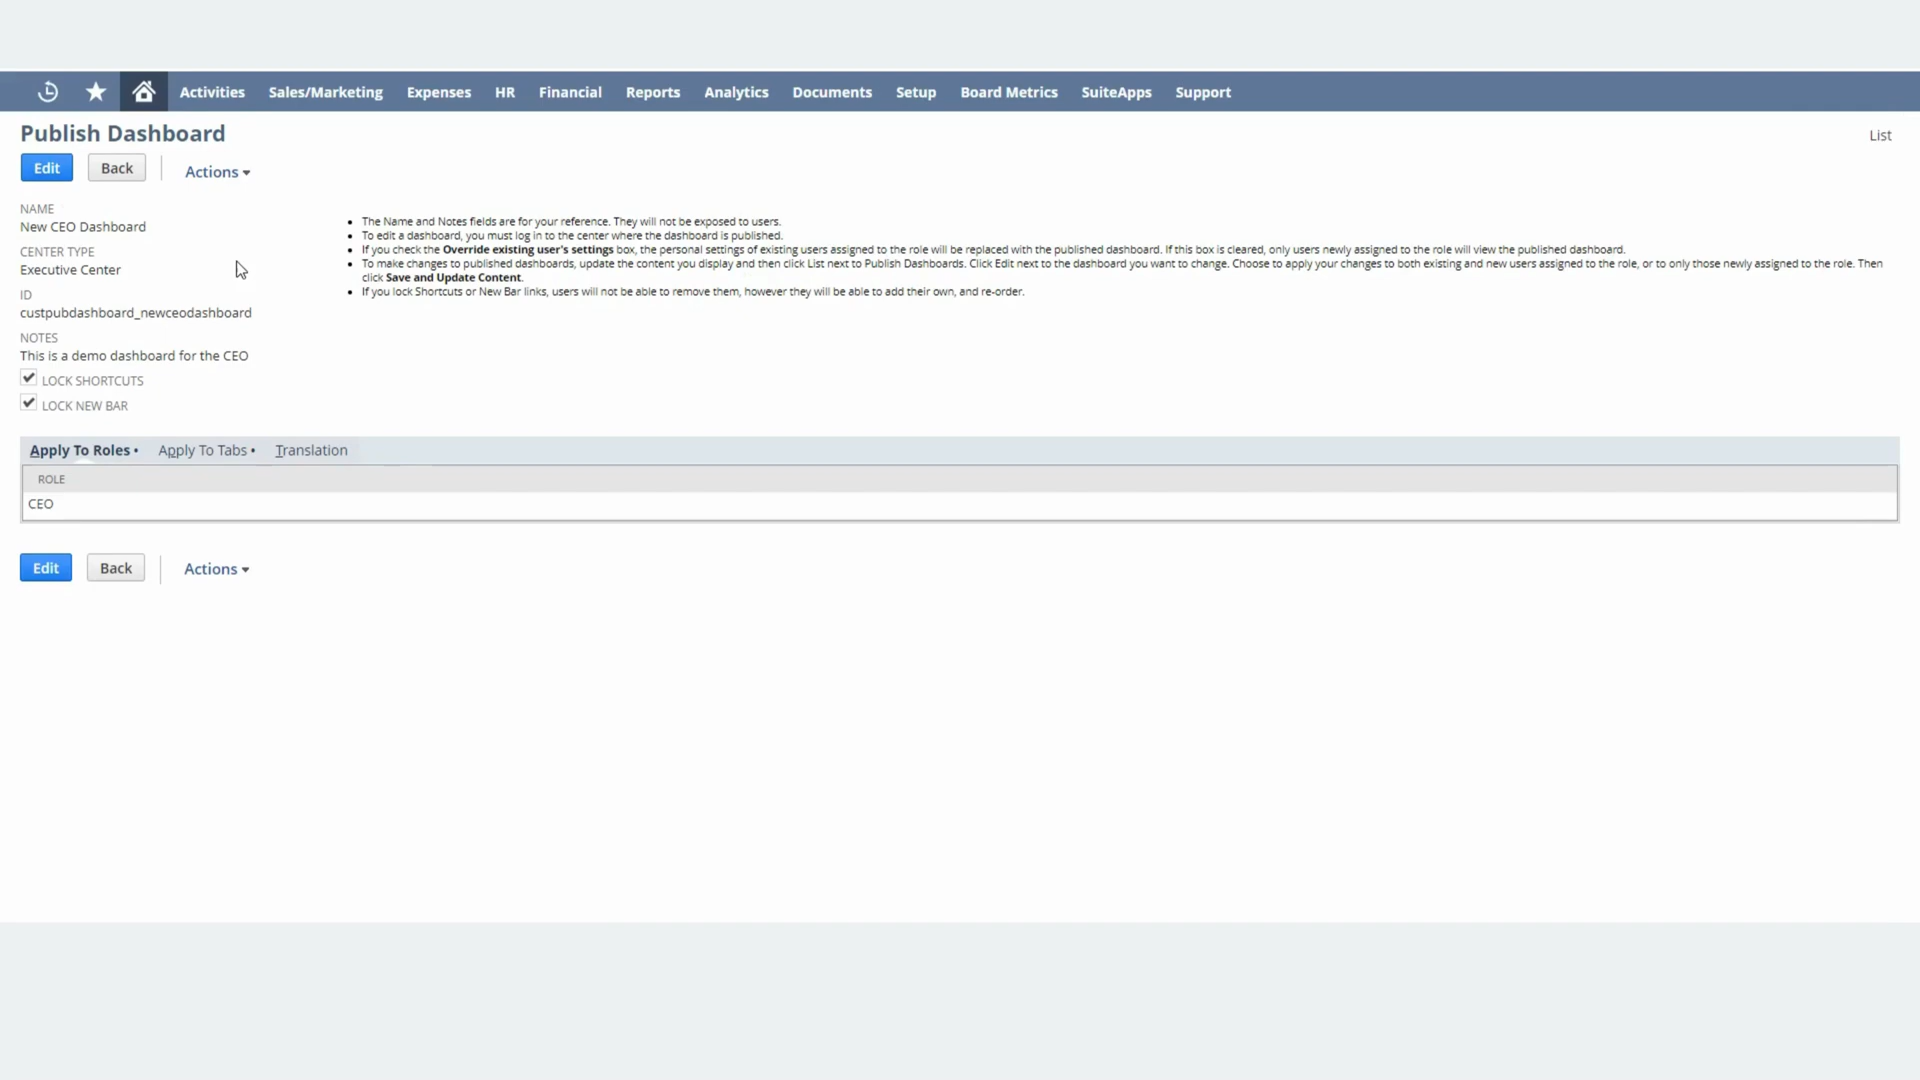 Activities Sales/Marketing Expenses HR Financial Reports Analytics Documents Setup Board Metrics SuiteApps Support
Publish Dashboard
List
Edit Back Actions
NAME
New CEO Dashboard
CENTER TYPE
Executive Center
ID
custpubdashboard_newceodashboard
NOTES
This is a demo dashboard for the CEO
LOCK SHORTCUTS
LOCK NEW BAR
• The Name and Notes fields are for your reference. They will not be exposed to users.
• To edit a dashboard, you must log in to the center where the dashboard is published.
• If you check the Override existing user's settings box, the personal settings of existing users assigned to the role will be replaced with the published dashboard. If this box is cleared, only users newly assigned to the role will view the published dashboard.
• To make changes to published dashboards, update the content you display and then click List next to Publish Dashboards. Click Edit next to the dashboard you want to change. Choose to apply your changes to both existing and new users assigned to the role, or to only those newly assigned to the role. Then
click Save and Update Content.
• If you lock Shortcuts or New Bar links, users will not be able to remove them, however they will be able to add their own, and re-order.
Apply To Roles • Apply To Tabs • Translation
ROLE
CEO
Edit Back Actions